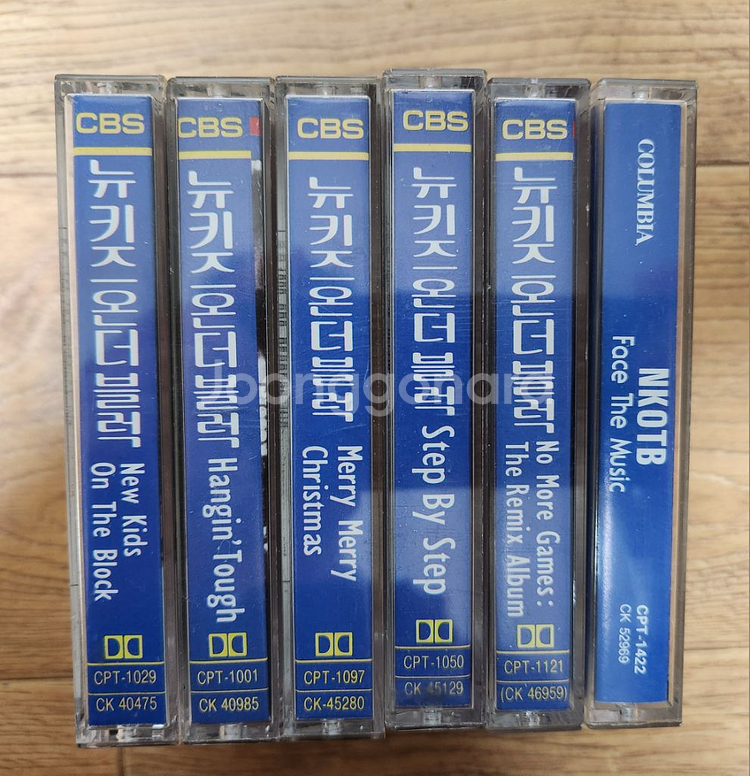 CBS
뉴키즈 온더블럭
New Kids
On The Block
CPT-1029
CK 40475
CBS
뉴키즈 온더블럭
Hangin' Tough
CPT-1001
CK 40985
CBS
뉴키즈 온더블럭
Merry Merry
Christmas
CPT-1097
CK-45280
CBS
뉴키즈 온더블럭
Step By Step
CPT-1050
CK 45129
CBS
뉴키즈 온더블럭
No More Games:
The Remix Album
CPT-1121
(CK 46959)
COLUMBIA
NKOTB
Face The Music
CPT-1422
CK 52969
Joonggonara